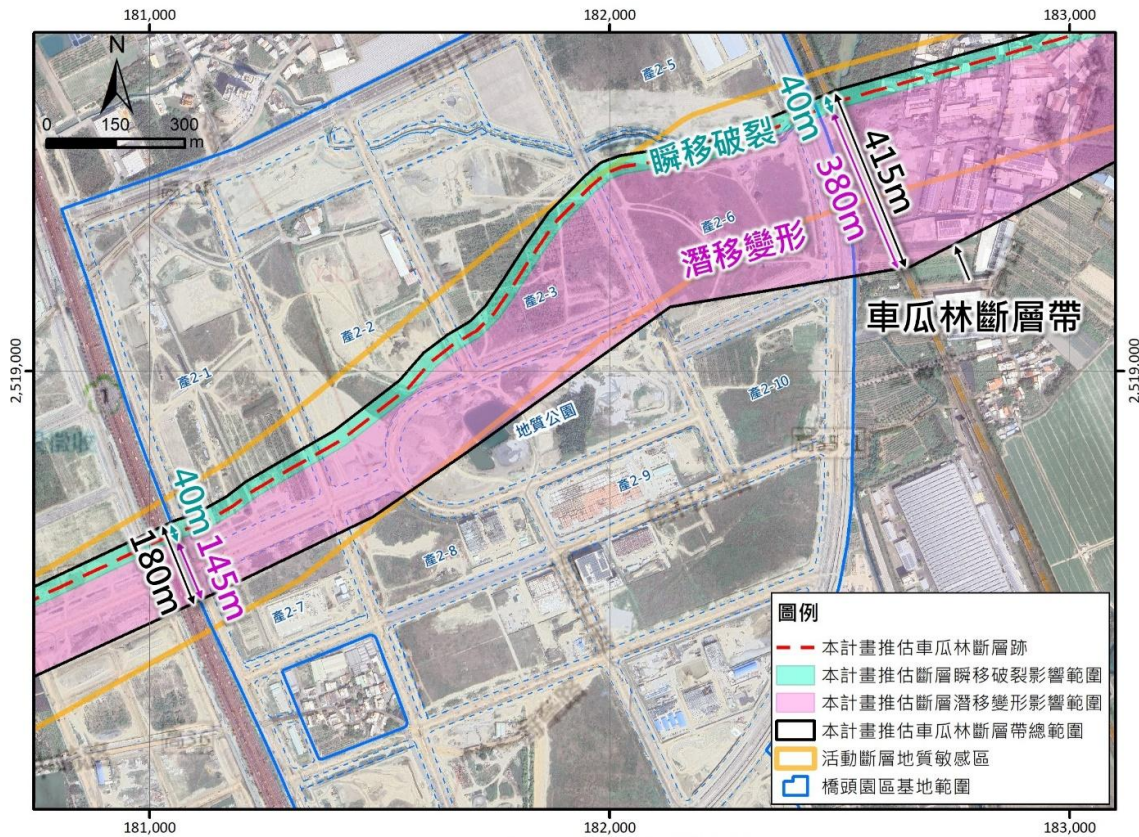 181,000
182,000
183,000
N
0 150 300
m
產2-5
40m
瞬移破裂
415m
380m
產2-6
潛移變形
產2-3
車瓜林斷層帶
產2-2
2,519,000
2,519,000
產2-1
產2-10
地質公園
產2-9
40m
145m
180m
產2-8
產2-7
圖例
本計畫推估車瓜林斷層跡
本計畫推估斷層瞬移破裂影響範圍
本計畫推估斷層潛移變形影響範圍
本計畫推估車瓜林斷層帶總範圍
活動斷層地質敏感區
橋頭園區基地範圍
181,000
182,000
183,000